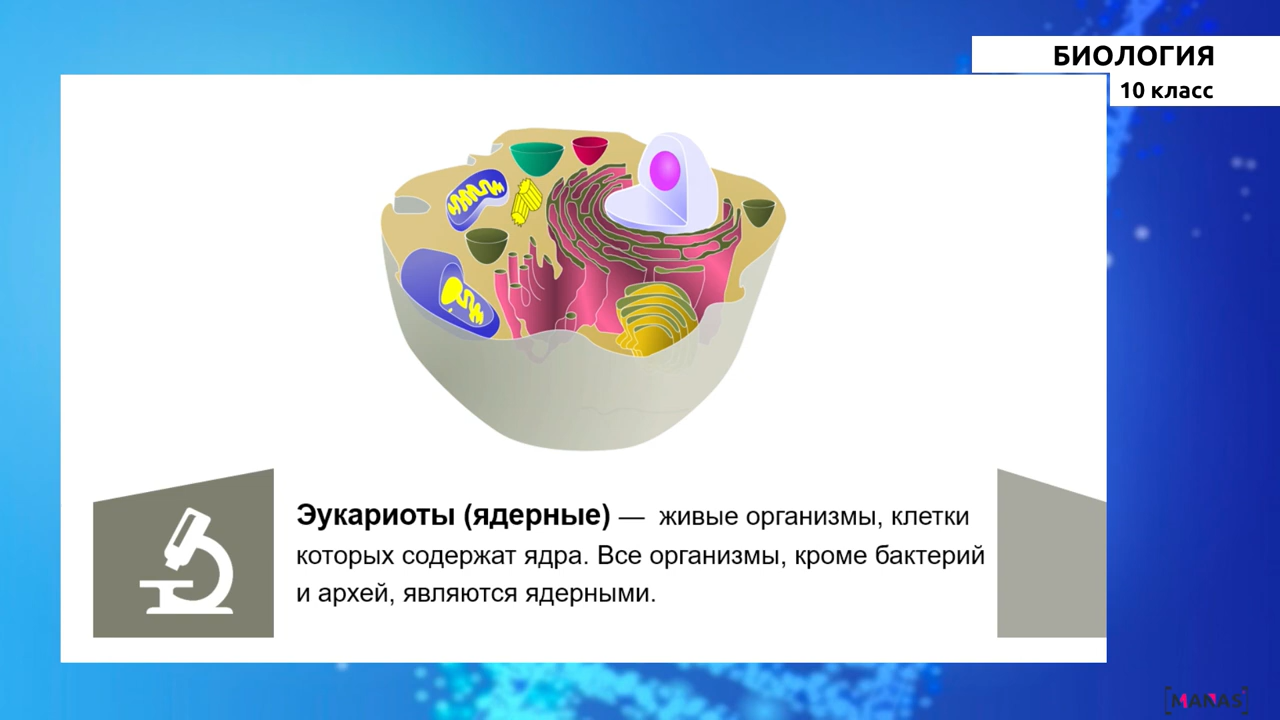 БИОЛОГИЯ
10 класс
Эукариоты (ядерные) — живые организмы, клетки
которых содержат ядра. Все организмы, кроме бактерий
и архей, являются ядерными.
MANAS